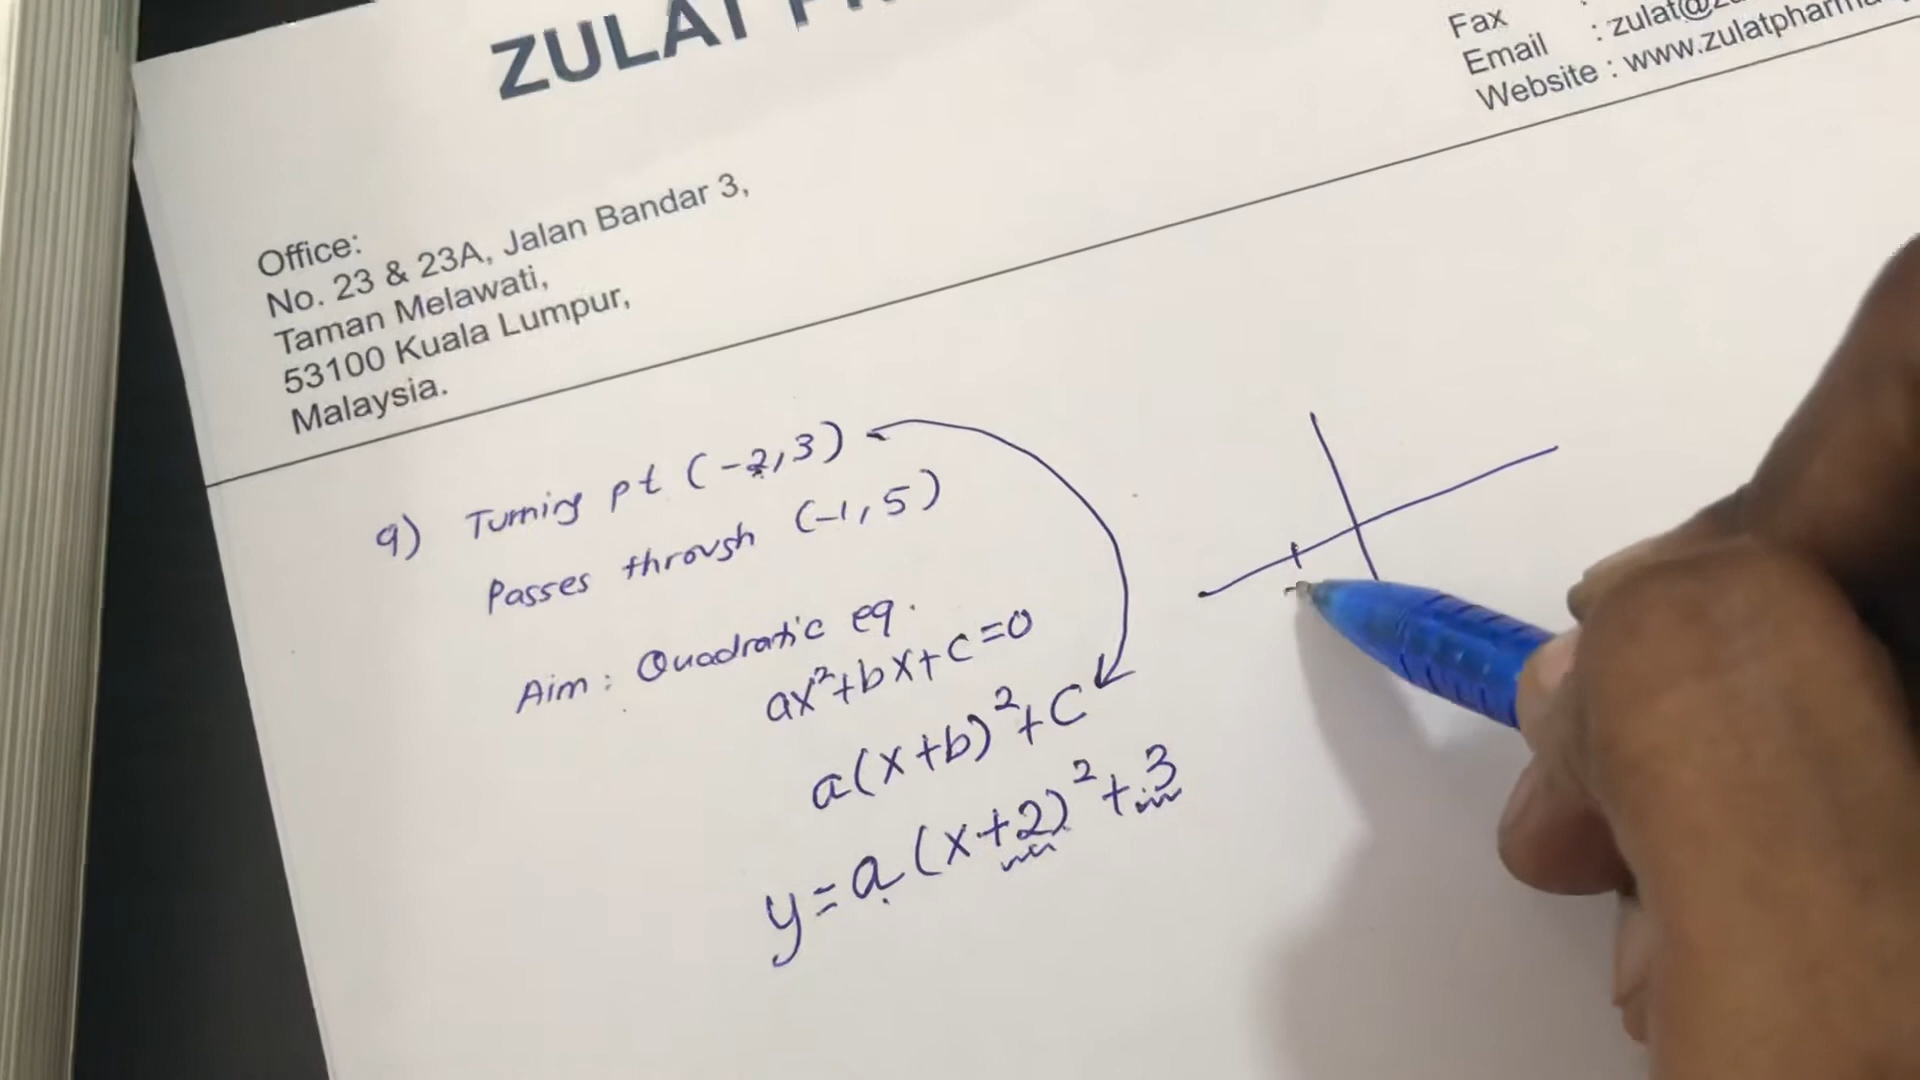 ZULAT
Fax :
Email : zulat@
Website : www.zulatpharma
Office:
No. 23 & 23A, Jalan Bandar 3,
Taman Melawati,
53100 Kuala Lumpur,
Malaysia.
9) Turning pt (-2,3)
Passes through (-1,5)
Aim: Quadratic eq.
ax²+bx+c=0
a(x+b)²+c
y=a(x+2)²+3
-